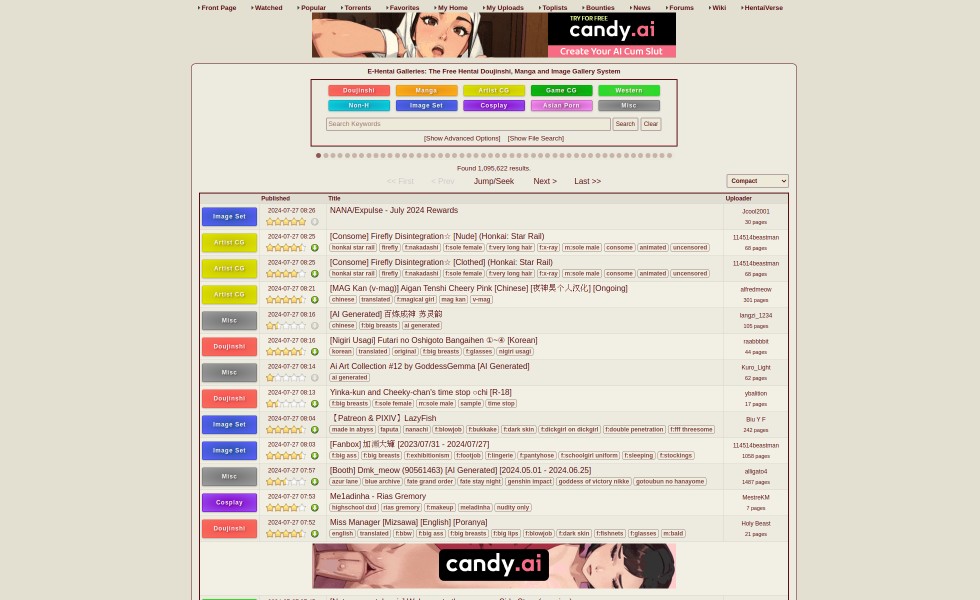 Front Page Watched Popular Torrents Favorites My Home My Uploads Toplists Bounties News Forums Wiki HentaiVerse
TRY FOR FREE
candy.ai
Create Your AI Cum Slut
E-Hentai Galleries: The Free Hentai Doujinshi, Manga and Image Gallery System
Doujinshi Manga Artist CG Game CG Western
Non-H Image Set Cosplay Asian Porn Misc
Search Keywords Search Clear
[Show Advanced Options] [Show File Search]
Found 1,095,622 results.
<< First < Prev Jump/Seek Next > Last >> Compact
Published Title Uploader
Image Set 2024-07-27 08:26 NANA/Expulse - July 2024 Rewards Jcool2001
30 pages
Artist CG 2024-07-27 08:25 [Consome] Firefly Disintegration☆ [Nude] (Honkai: Star Rail) 114514beastman
honkai star rail firefly f:nakadashi f:sole female f:very long hair f:x-ray m:sole male consome animated uncensored 68 pages
Artist CG 2024-07-27 08:25 [Consome] Firefly Disintegration☆ [Clothed] (Honkai: Star Rail) 114514beastman
honkai star rail firefly f:nakadashi f:sole female f:very long hair f:x-ray m:sole male consome animated uncensored 68 pages
Artist CG 2024-07-27 08:21 [MAG Kan (v-mag)] Aigan Tenshi Cheery Pink [Chinese] [夜神昊个人汉化] [Ongoing] alfredmeow
chinese translated f:magical girl mag kan v-mag 301 pages
Misc 2024-07-27 08:16 [AI Generated] 百炼成神 苏灵韵 langzi_1234
chinese f:big breasts ai generated 105 pages
Doujinshi 2024-07-27 08:16 [Nigiri Usagi] Futari no Oshigoto Bangaihen ①~④ [Korean] raabbbbit
korean translated original f:big breasts f:glasses nigiri usagi 44 pages
Misc 2024-07-27 08:14 Ai Art Collection #12 by GoddessGemma [AI Generated] Kuro_Light
ai generated 62 pages
Doujinshi 2024-07-27 08:13 Yinka-kun and Cheeky-chan's time stop ○chi [R-18] ybaition
f:big breasts f:sole female m:sole male sample time stop 17 pages
Image Set 2024-07-27 08:04 【Patreon & PIXIV】LazyFish Blu Y F
made in abyss faputa nanachi f:blowjob f:bukkake f:dark skin f:dickgirl on dickgirl f:double penetration f:fff threesome 242 pages
Image Set 2024-07-27 08:03 [Fanbox] 加瀬大輝 [2023/07/31 - 2024/07/27] 114514beastman
f:big ass f:big breasts f:exhibitionism f:footjob f:lingerie f:pantyhose f:schoolgirl uniform f:sleeping f:stockings 1058 pages
Misc 2024-07-27 07:57 [Booth] Dmk_meow (90561463) [AI Generated] [2024.05.01 - 2024.06.25] alligato4
azur lane blue archive fate grand order fate stay night genshin impact goddess of victory nikke gotoubun no hanayome 1487 pages
Cosplay 2024-07-27 07:53 Me1adinha - Rias Gremory MestreKM
highschool dxd rias gremory f:makeup meladinha nudity only 7 pages
Doujinshi 2024-07-27 07:52 Miss Manager [Mizsawa] [English] [Poranya] Holy Beast
english translated f:bbw f:big ass f:big breasts f:big lips f:blowjob f:dark skin f:fishnets f:glasses m:bald 21 pages
candy.ai